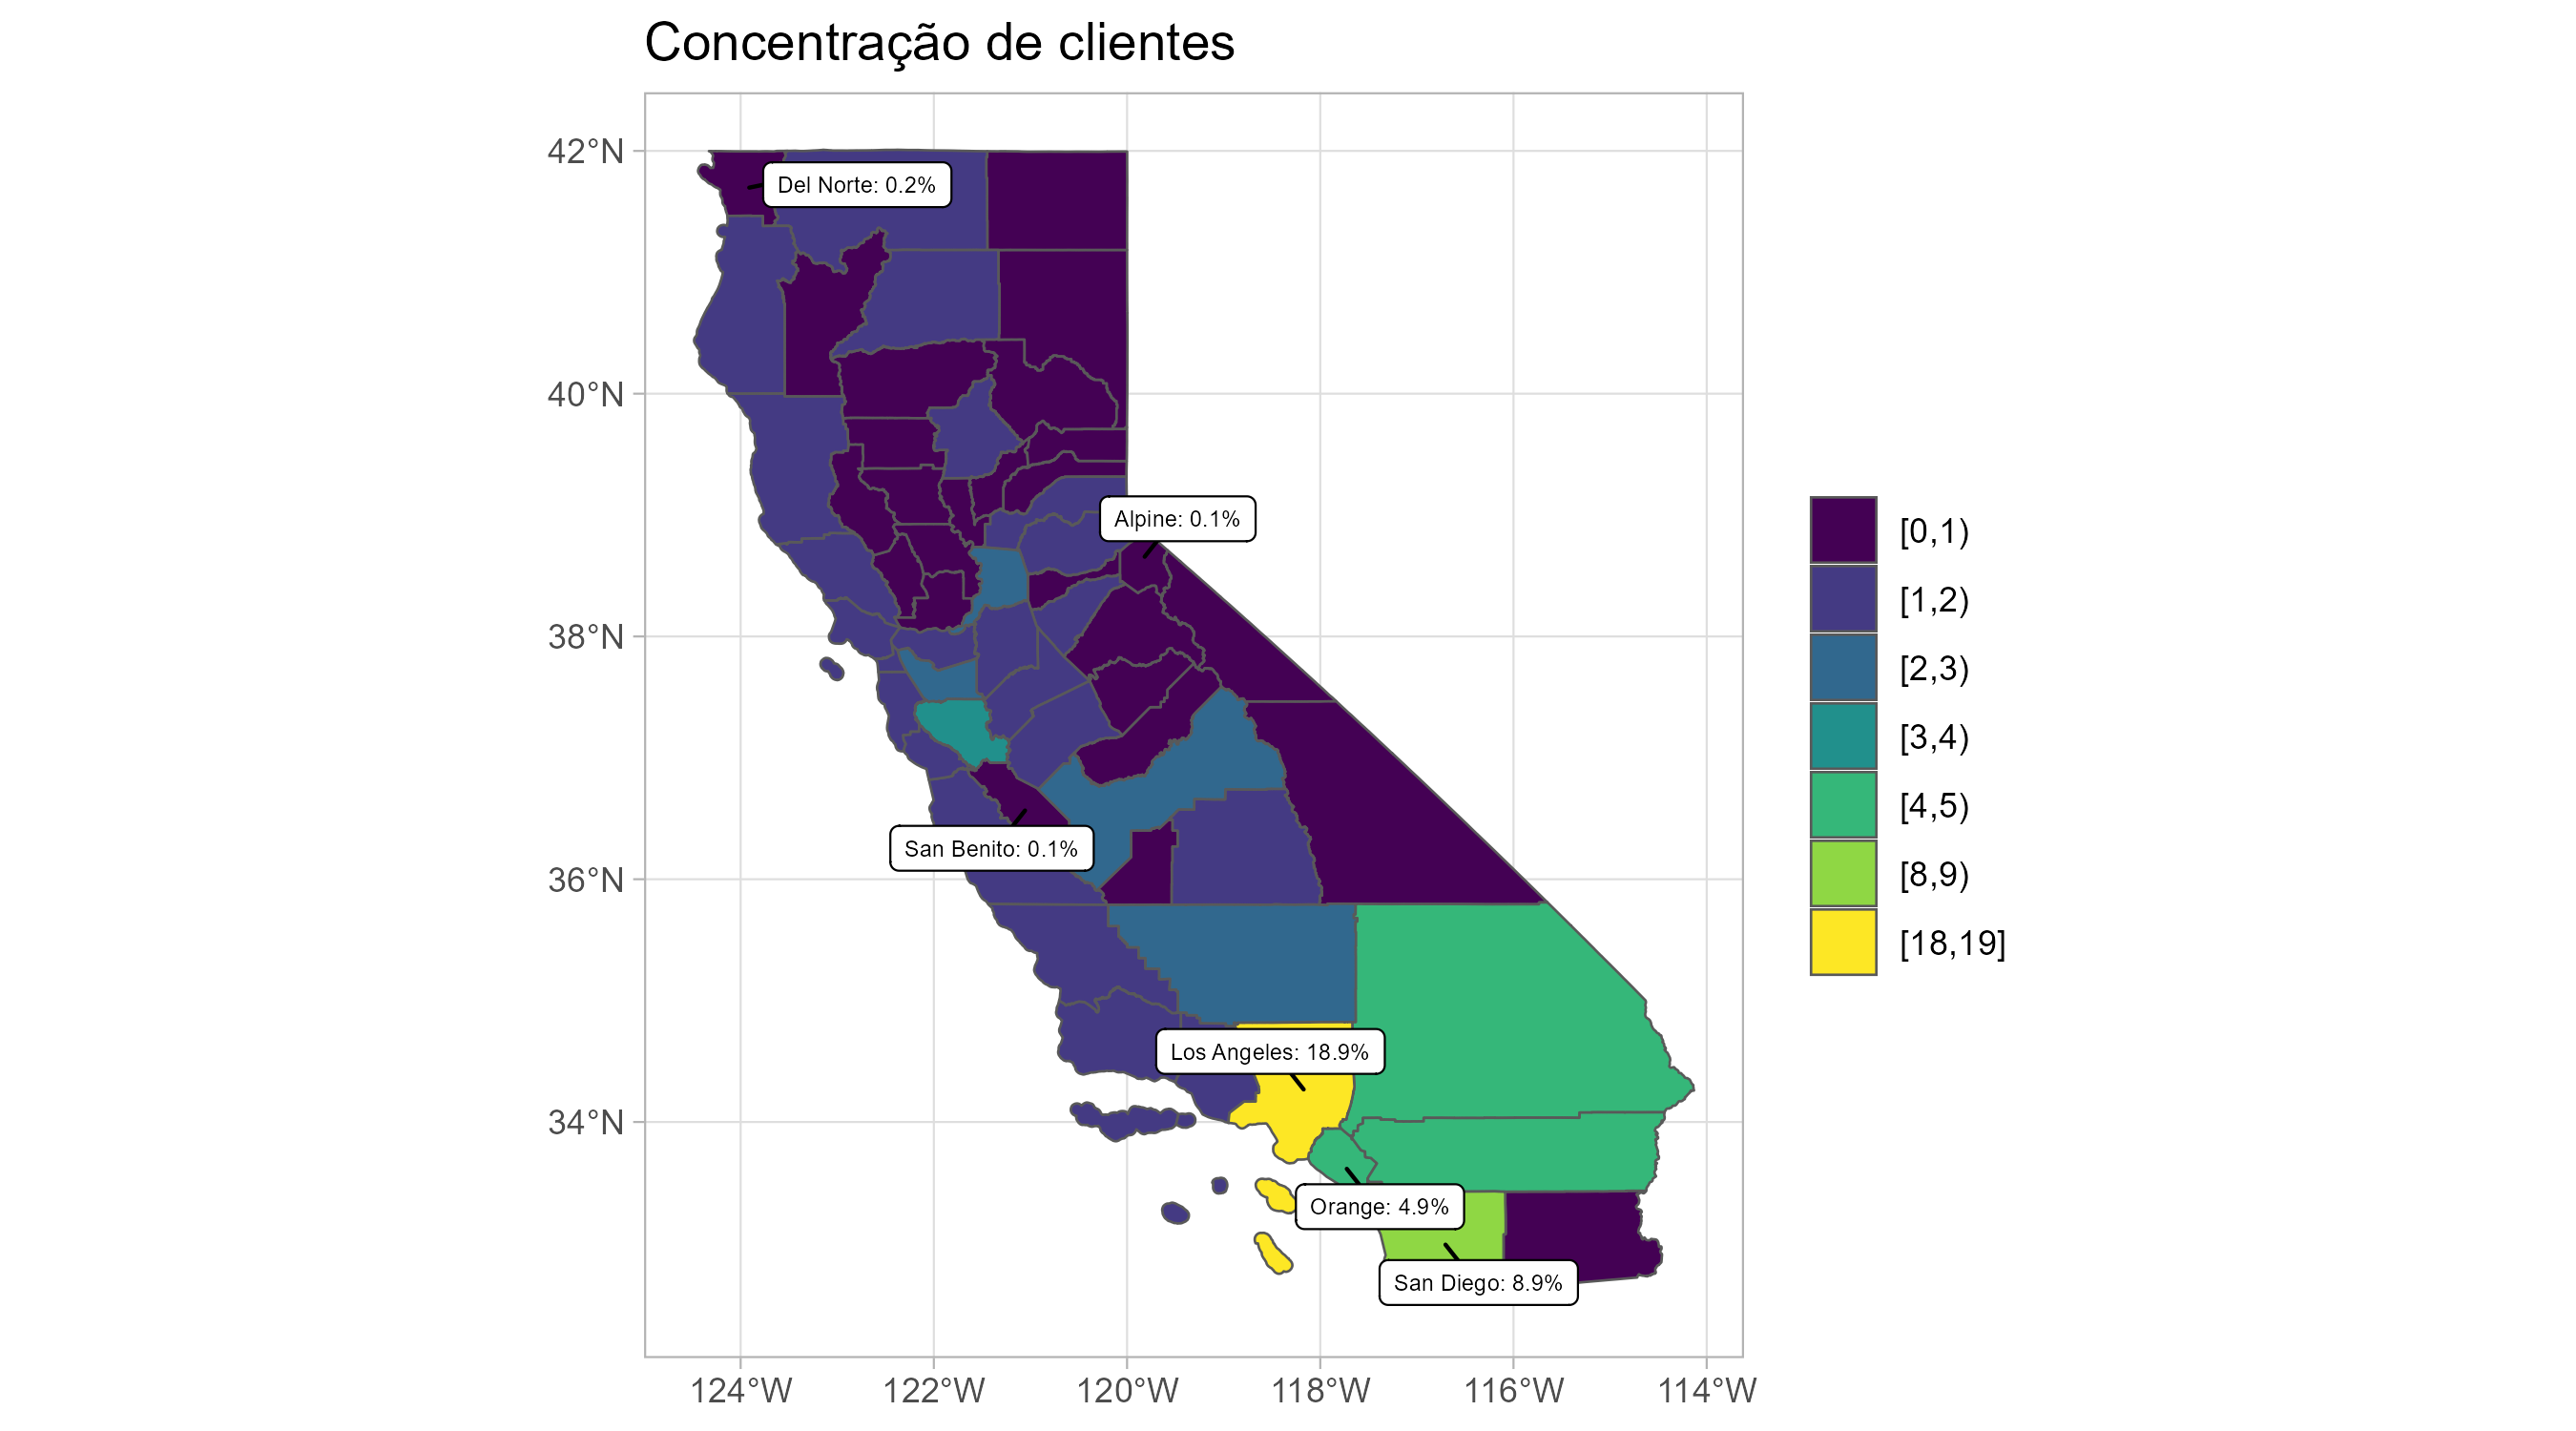 Concentração de clientes
42°N
40°N
38°N
36°N
34°N
Del Norte: 0.2%
Alpine: 0.1%
San Benito: 0.1%
Los Angeles: 18.9%
Orange: 4.9%
San Diego: 8.9%
124°W
122°W
120°W
118°W
116°W
114°W
[0,1)
[1,2)
[2,3)
[3,4)
[4,5)
[8,9)
[18,19]